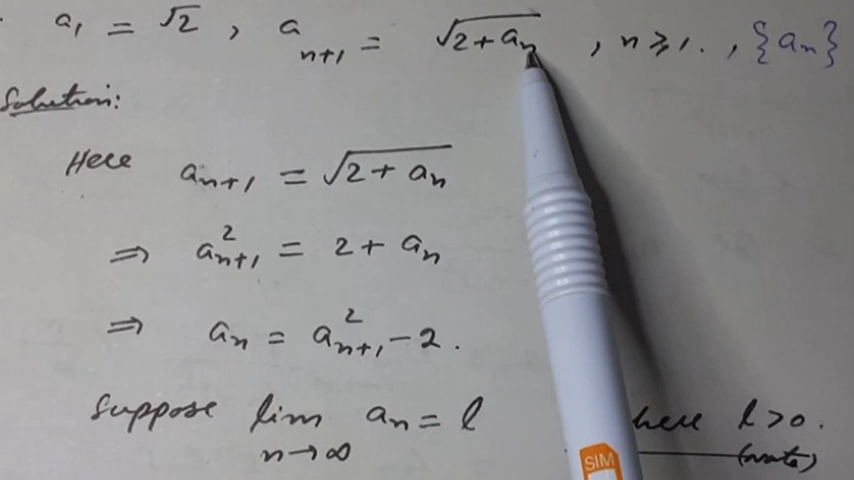 a₁ = √2 , aₙ₊₁ = √(2 + aₙ) , n ⩾ 1. , {aₙ}
Solution:
Here aₙ₊₁ = √(2 + aₙ)
⇒ a²ₙ₊₁ = 2 + aₙ
⇒ aₙ = a²ₙ₊₁ - 2.
Suppose lim aₙ = l here l > 0.
n → ∞ (note)
SIM